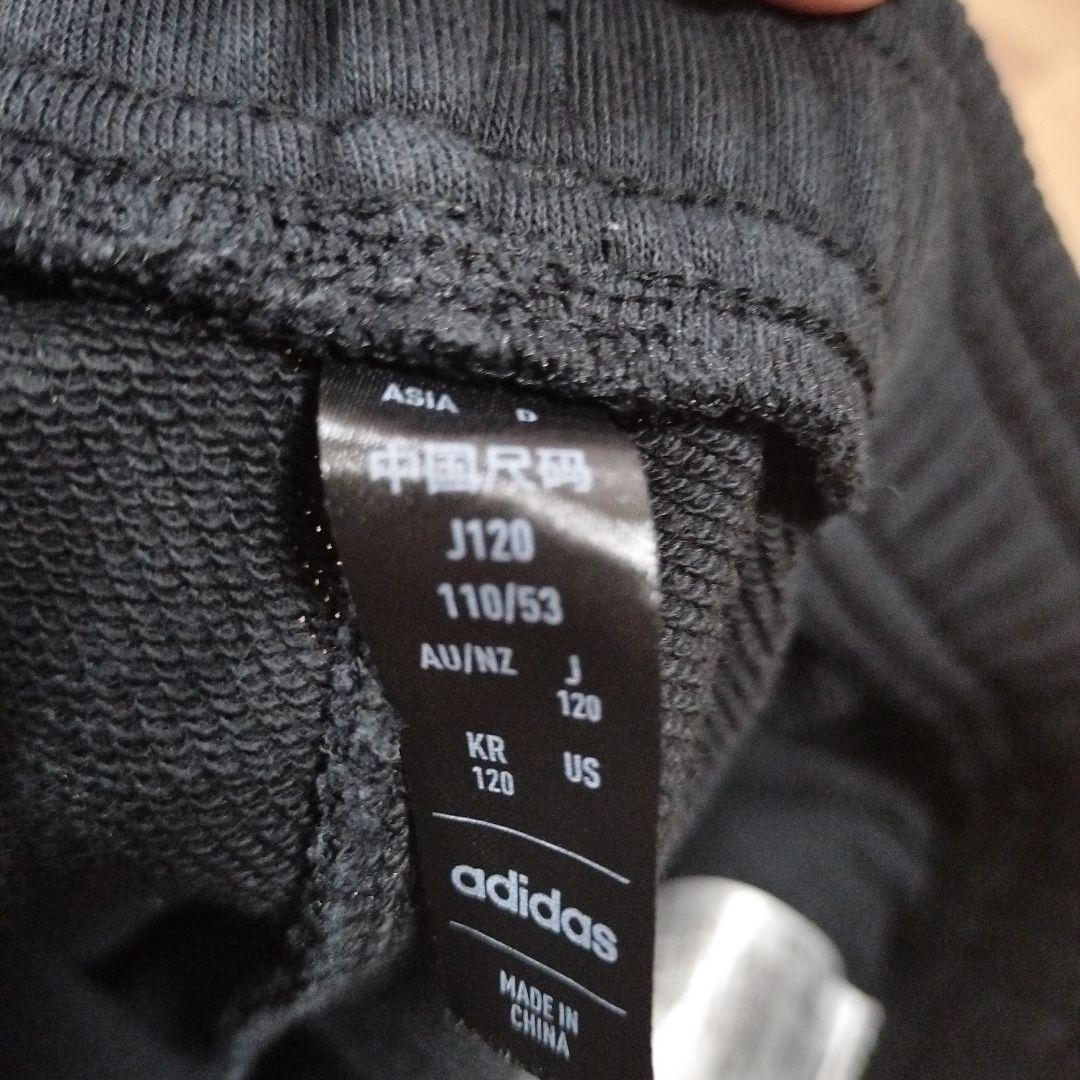 ASIA D
中国尺码
J120
110/53
AU/NZ J
120
KR US
120
adidas
MADE IN
CHINA